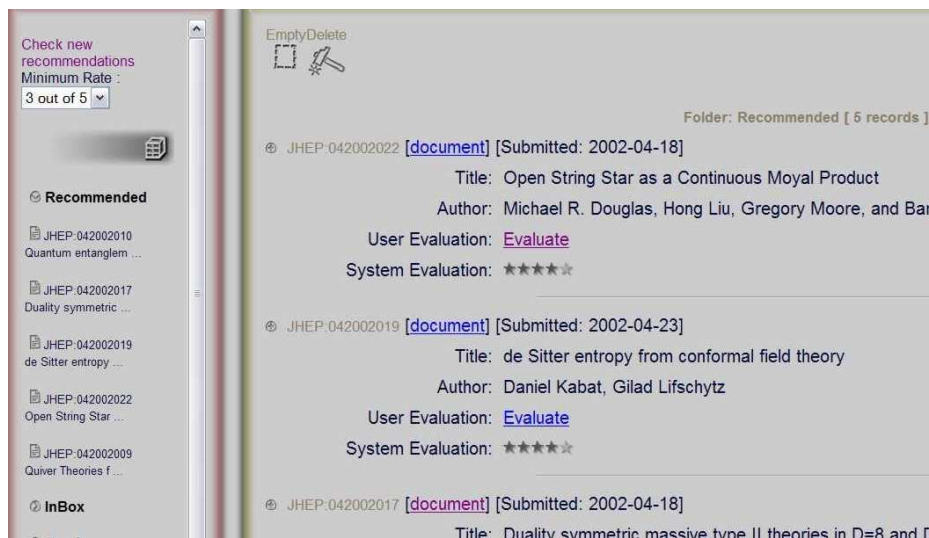 Check new
recommendations
Minimum Rate :
3 out of 5
Recommended
JHEP:042002010
Quantum entanglem ...
JHEP:042002017
Duality symmetric ...
JHEP:042002019
de Sitter entropy ...
JHEP:042002022
Open String Star ...
JHEP:042002009
Quiver Theories f ...
InBox
EmptyDelete
Folder: Recommended [ 5 records ]
JHEP:042002022 [document] [Submitted: 2002-04-18]
Title: Open String Star as a Continuous Moyal Product
Author: Michael R. Douglas, Hong Liu, Gregory Moore, and Bar
User Evaluation: Evaluate
System Evaluation: ★★★★☆
JHEP:042002019 [document] [Submitted: 2002-04-23]
Title: de Sitter entropy from conformal field theory
Author: Daniel Kabat, Gilad Lifschytz
User Evaluation: Evaluate
System Evaluation: ★★★★☆
JHEP:042002017 [document] [Submitted: 2002-04-18]
Title: Duality symmetric massive type II theories in D=8 and